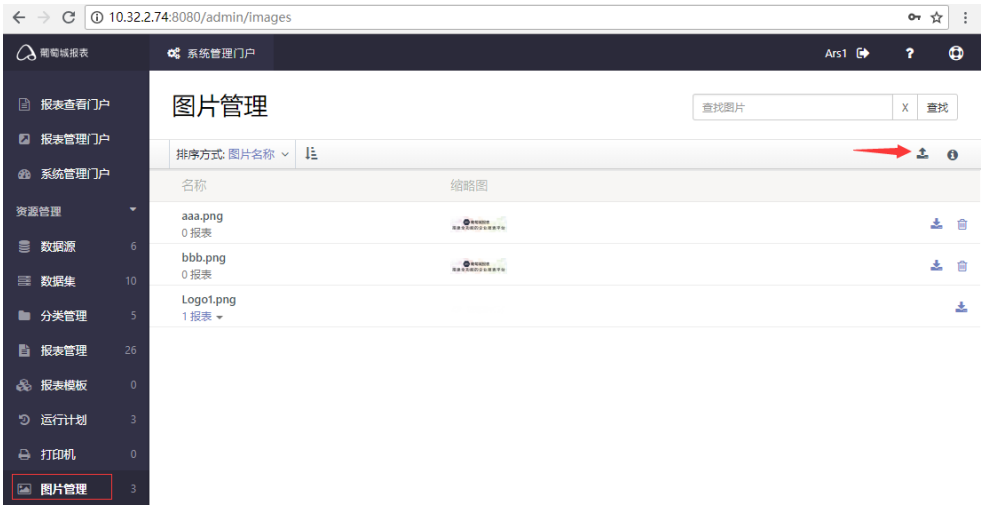 10.32.2.74:8080/admin/images
葡萄城报表
系统管理门户
Ars1
?
报表查看门户
报表管理门户
系统管理门户
资源管理
数据源 6
数据集 10
分类管理 5
报表管理 26
报表模板 0
运行计划 3
打印机 0
图片管理 3
图片管理
查找图片
X
查找
排序方式: 图片名称
名称 缩略图
aaa.png
0 报表
bbb.png
0 报表
Logo1.png
1 报表